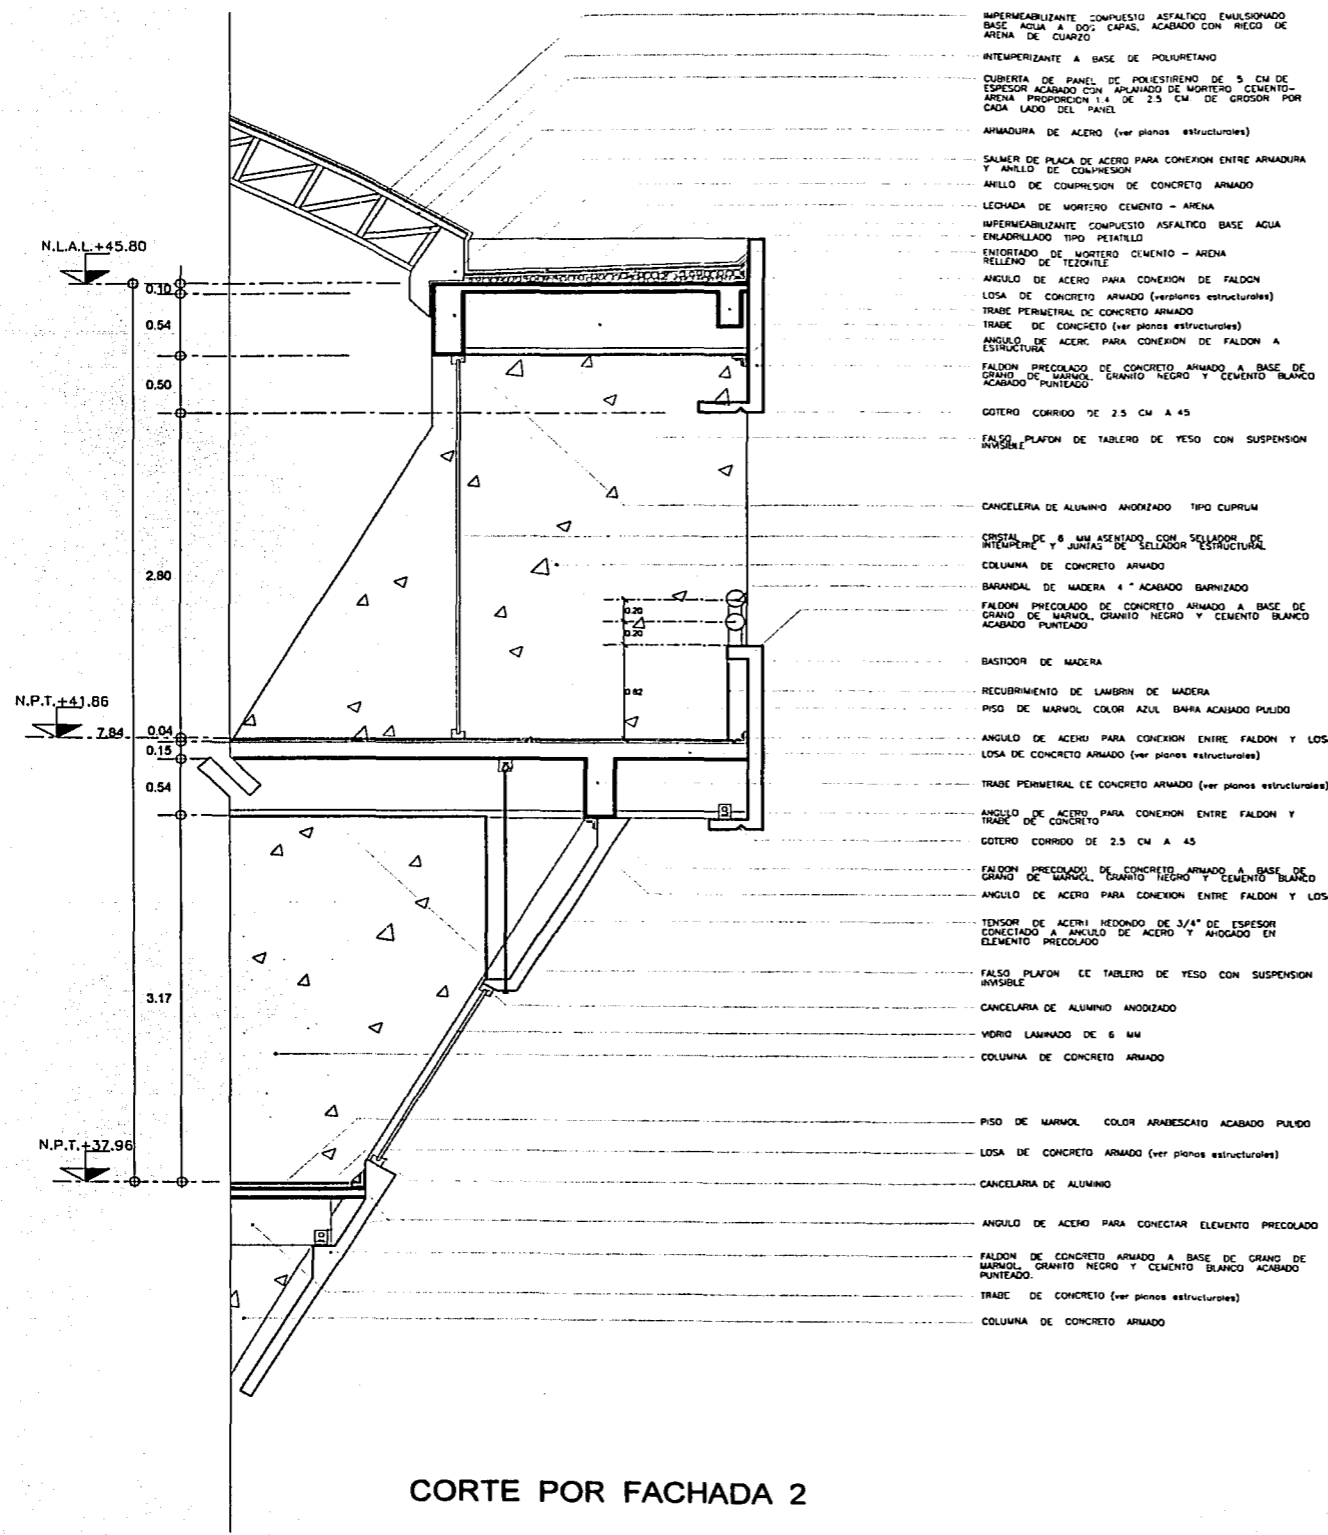 IMPERMEABILIZANTE COMPUESTO ASFALTICO EMULSIONADO
BASE AGUA A DOS CAPAS, ACABADO CON RIEGO DE
ARENA DE CUARZO
INTEMPERIZANTE A BASE DE POLIURETANO
CUBIERTA DE PANEL DE POLIESTIRENO DE 5 CM DE
ESPESOR ACABADO CON APLANADO DE MORTERO CEMENTO-
ARENA PROPORCION 1.4 DE 2.5 CM. DE GROSOR POR
CADA LADO DEL PANEL
ARMADURA DE ACERO (ver planos estructurales)
SALMER DE PLACA DE ACERO PARA CONEXION ENTRE ARMADURA
Y ANILLO DE COMPRESION
ANILLO DE COMPRESION DE CONCRETO ARMADO
LECHADA DE MORTERO CEMENTO - ARENA
IMPERMEABILIZANTE COMPUESTO ASFALTICO BASE AGUA
ENLADRILLADO TIPO PETATILLO
ENTORTADO DE MORTERO CEMENTO - ARENA
RELLENO DE TEZONTLE
ANGULO DE ACERO PARA CONEXION DE FALDON
LOSA DE CONCRETO ARMADO (verplanos estructurales)
TRABE PERIMETRAL DE CONCRETO ARMADO
TRABE DE CONCRETO (ver planos estructurales)
ANGULO DE ACERO PARA CONEXION DE FALDON A
ESTRUCTURA
FALDON PRECOLADO DE CONCRETO ARMADO A BASE DE
GRANO DE MARMOL, GRANITO NEGRO Y CEMENTO BLANCO
ACABADO PUNTEADO
GOTERO CORRIDO DE 2.5 CM A 45
FALSO PLAFON DE TABLERO DE YESO CON SUSPENSION
INVISIBLE
CANCELERIA DE ALUMINIO ANODIZADO TIPO CUPRUM
CRISTAL DE 6 MM ASENTADO CON SELLADOR DE
INTEMPERIE Y JUNTAS DE SELLADOR ESTRUCTURAL
COLUMNA DE CONCRETO ARMADO
BARANDAL DE MADERA 4 " ACABADO BARNIZADO
FALDON PRECOLADO DE CONCRETO ARMADO A BASE DE
GRANO DE MARMOL, GRANITO NEGRO Y CEMENTO BLANCO
ACABADO PUNTEADO
BASTIDOR DE MADERA
RECUBRIMIENTO DE LAMBRIN DE MADERA
PISO DE MARMOL COLOR AZUL BAHIA ACABADO PULIDO
ANGULO DE ACERO PARA CONEXION ENTRE FALDON Y LOS
LOSA DE CONCRETO ARMADO (ver planos estructurales)
TRABE PERIMETRAL DE CONCRETO ARMADO (ver planos estructurales)
ANGULO DE ACERO PARA CONEXION ENTRE FALDON Y
TRABE DE CONCRETO
GOTERO CORRIDO DE 2.5 CM A 45
FALDON PRECOLADO DE CONCRETO ARMADO A BASE DE
GRANO DE MARMOL, GRANITO NEGRO Y CEMENTO BLANCO
ANGULO DE ACERO PARA CONEXION ENTRE FALDON Y LOS
TENSOR DE ACERO REDONDO DE 3/4" DE ESPESOR
CONECTADO A ANGULO DE ACERO Y AHOGADO EN
ELEMENTO PRECOLADO
FALSO PLAFON DE TABLERO DE YESO CON SUSPENSION
INVISIBLE
CANCELARIA DE ALUMINIO ANODIZADO
VIDRIO LAMINADO DE 6 MM
COLUMNA DE CONCRETO ARMADO
PISO DE MARMOL COLOR ARABESCATO ACABADO PULIDO
LOSA DE CONCRETO ARMADO (ver planos estructurales)
CANCELARIA DE ALUMINIO
ANGULO DE ACERO PARA CONECTAR ELEMENTO PRECOLADO
FALDON DE CONCRETO ARMADO A BASE DE GRANO DE
MARMOL, GRANITO NEGRO Y CEMENTO BLANCO ACABADO
PUNTEADO.
TRABE DE CONCRETO (ver planos estructurales)
COLUMNA DE CONCRETO ARMADO
N.L.A.L.+45.80
0.10
0.54
0.50
2.80
0.20
0.20
0.82
N.P.T.+41.86
7.84
0.04
0.15
0.54
3.17
N.P.T.+37.96
CORTE POR FACHADA 2